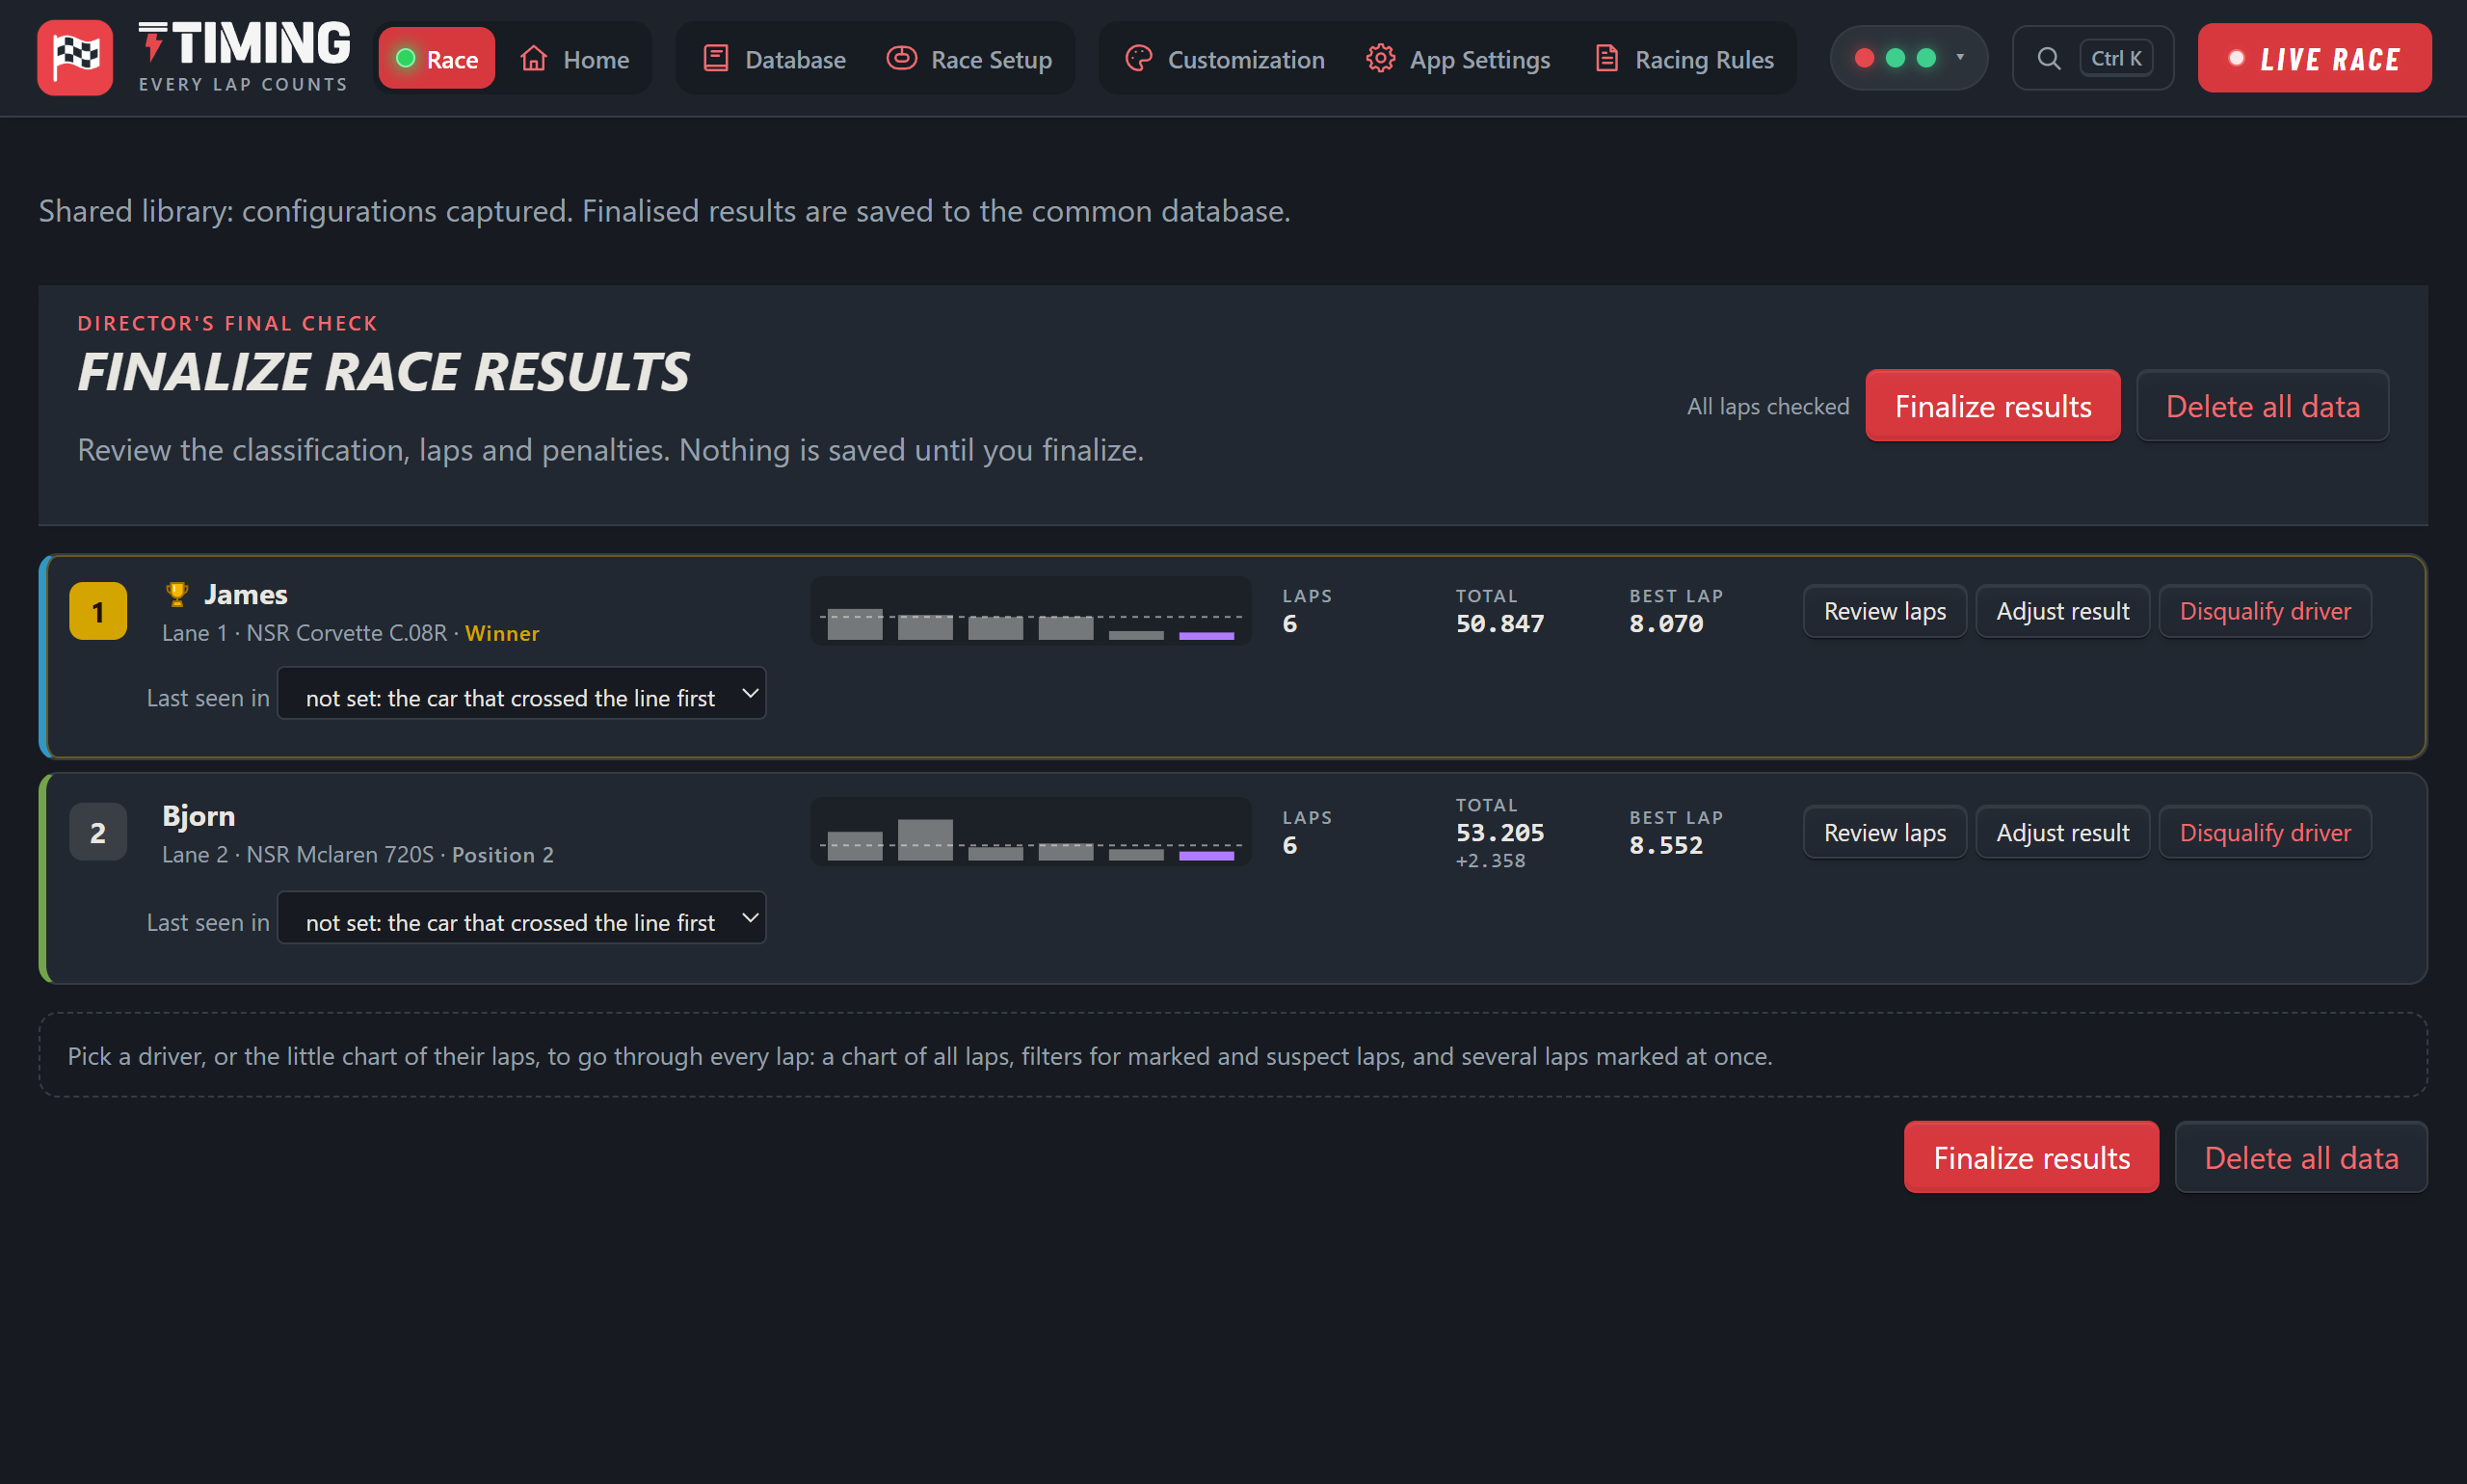 TIMING
EVERY LAP COUNTS
Race
Home
Database
Race Setup
Customization
App Settings
Racing Rules
Ctrl K
LIVE RACE
Shared library: configurations captured. Finalised results are saved to the common database.
DIRECTOR'S FINAL CHECK
FINALIZE RACE RESULTS
Review the classification, laps and penalties. Nothing is saved until you finalize.
All laps checked
Finalize results
Delete all data
1
James
Lane 1 · NSR Corvette C.08R · Winner
LAPS
6
TOTAL
50.847
BEST LAP
8.070
Review laps
Adjust result
Disqualify driver
Last seen in
not set: the car that crossed the line first
2
Bjorn
Lane 2 · NSR Mclaren 720S · Position 2
LAPS
6
TOTAL
53.205
+2.358
BEST LAP
8.552
Review laps
Adjust result
Disqualify driver
Last seen in
not set: the car that crossed the line first
Pick a driver, or the little chart of their laps, to go through every lap: a chart of all laps, filters for marked and suspect laps, and several laps marked at once.
Finalize results
Delete all data